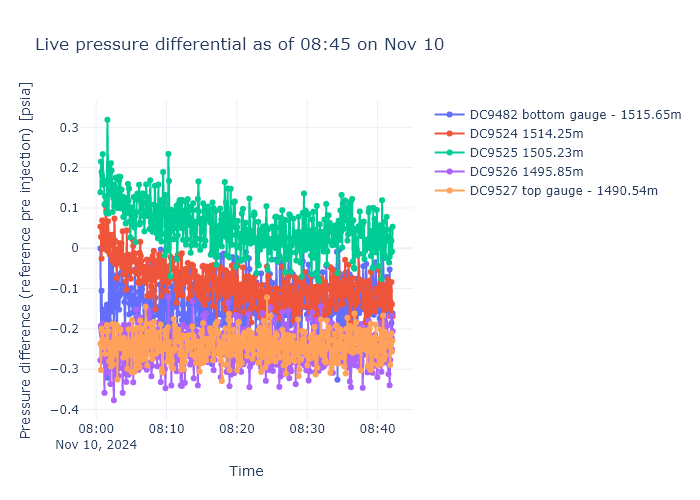 Live pressure differential as of 08:45 on Nov 10
Pressure difference (reference pre injection) [psia]
0.3
0.2
0.1
0
−0.1
−0.2
−0.3
−0.4
08:00
Nov 10, 2024
08:10
08:20
08:30
08:40
Time
DC9482 bottom gauge - 1515.65m
DC9524 1514.25m
DC9525 1505.23m
DC9526 1495.85m
DC9527 top gauge - 1490.54m